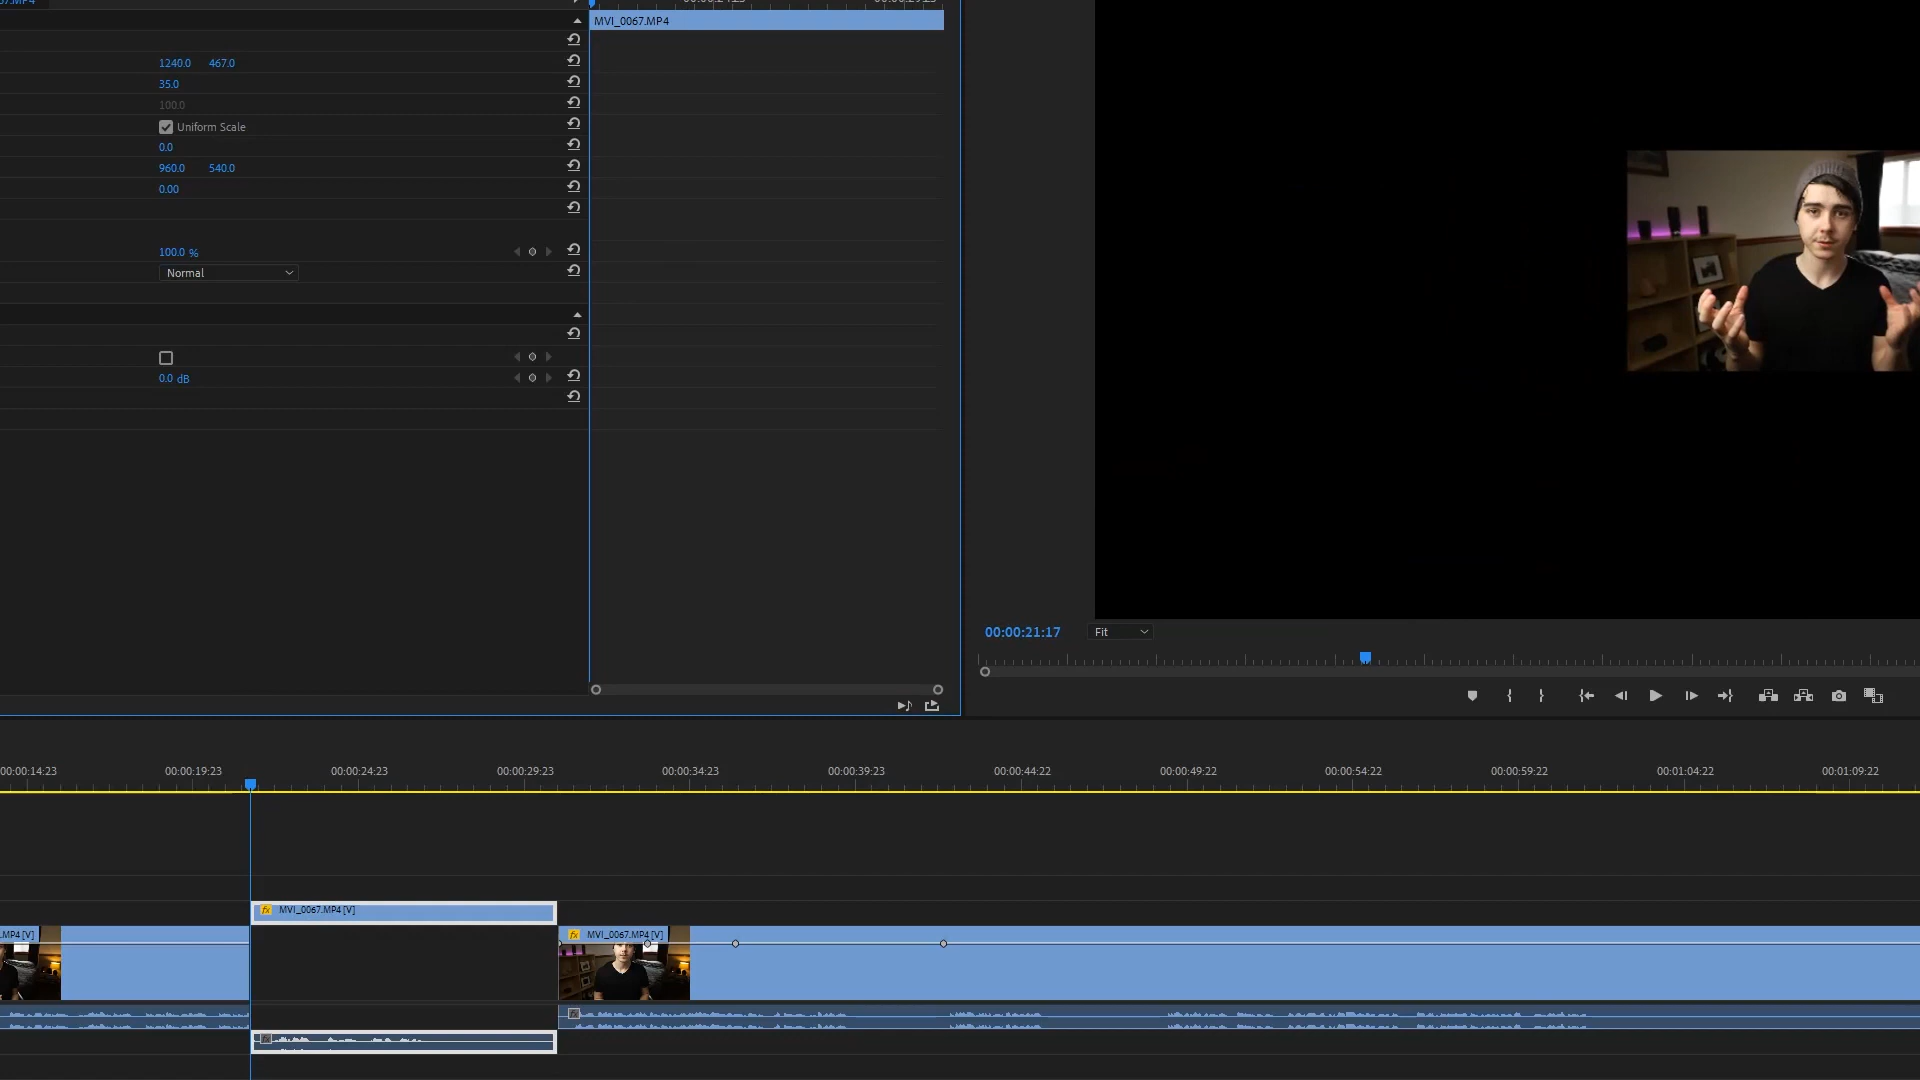 MVI_0067.MP4
1240.0 467.0
35.0
100.0
Uniform Scale
0.0
960.0 540.0
0.00
100.0 %
Normal
0.0 dB
00:00:21:17 Fit
00:00:14:23 00:00:19:23 00:00:24:23 00:00:29:23 00:00:34:23 00:00:39:23 00:00:44:22 00:00:49:22 00:00:54:22 00:00:59:22 00:01:04:22 00:01:09:22
fx MVI_0067.MP4 [V]
.MP4 [V] fx MVI_0067.MP4 [V]